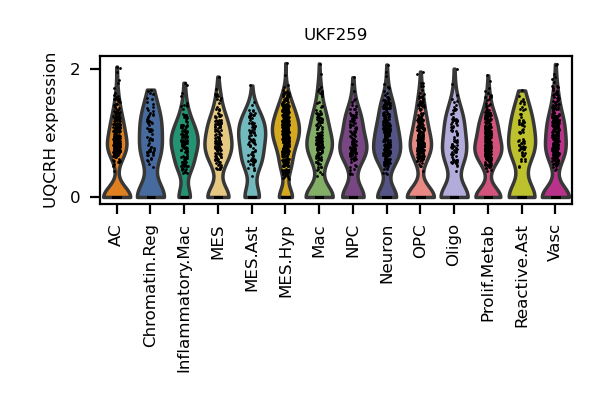 UKF259
UQCRH expression
2
0
AC
Chromatin.Reg
Inflammatory.Mac
MES
MES.Ast
MES.Hyp
Mac
NPC
Neuron
OPC
Oligo
Prolif.Metab
Reactive.Ast
Vasc